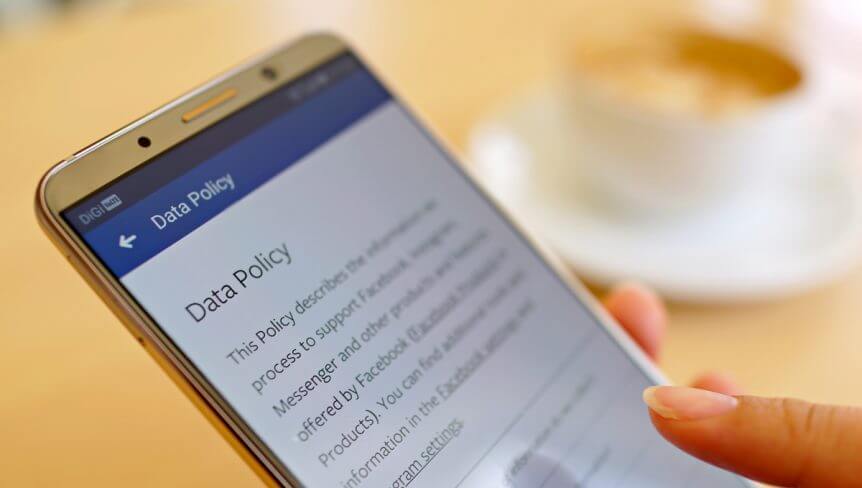 DiGi
Data Policy
Data Policy
This Policy describes the information we
process to support Facebook, Instagram,
Messenger and other products and features
offered by Facebook (Facebook Products or
Products). You can find additional tools and
information in the Facebook settings and
gram settings.